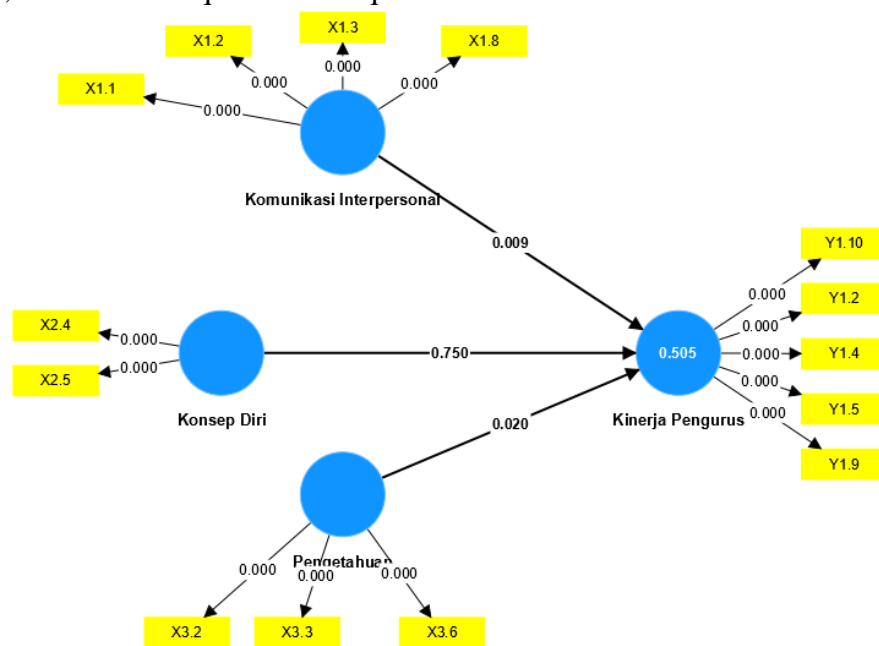 X1.3
X1.2
X1.8
X1.1
0.000
0.000
0.000
0.000
Komunikasi Interpersonal
0.009
Y1.10
0.000
Y1.2
X2.4
0.000
0.000
X2.5
0.000
0.750
0.505
0.000
Y1.4
0.000
Y1.5
Konsep Diri
Kinerja Pengurus
0.000
0.020
Y1.9
Pengetahuan
0.000
0.000
0.000
X3.2
X3.3
X3.6